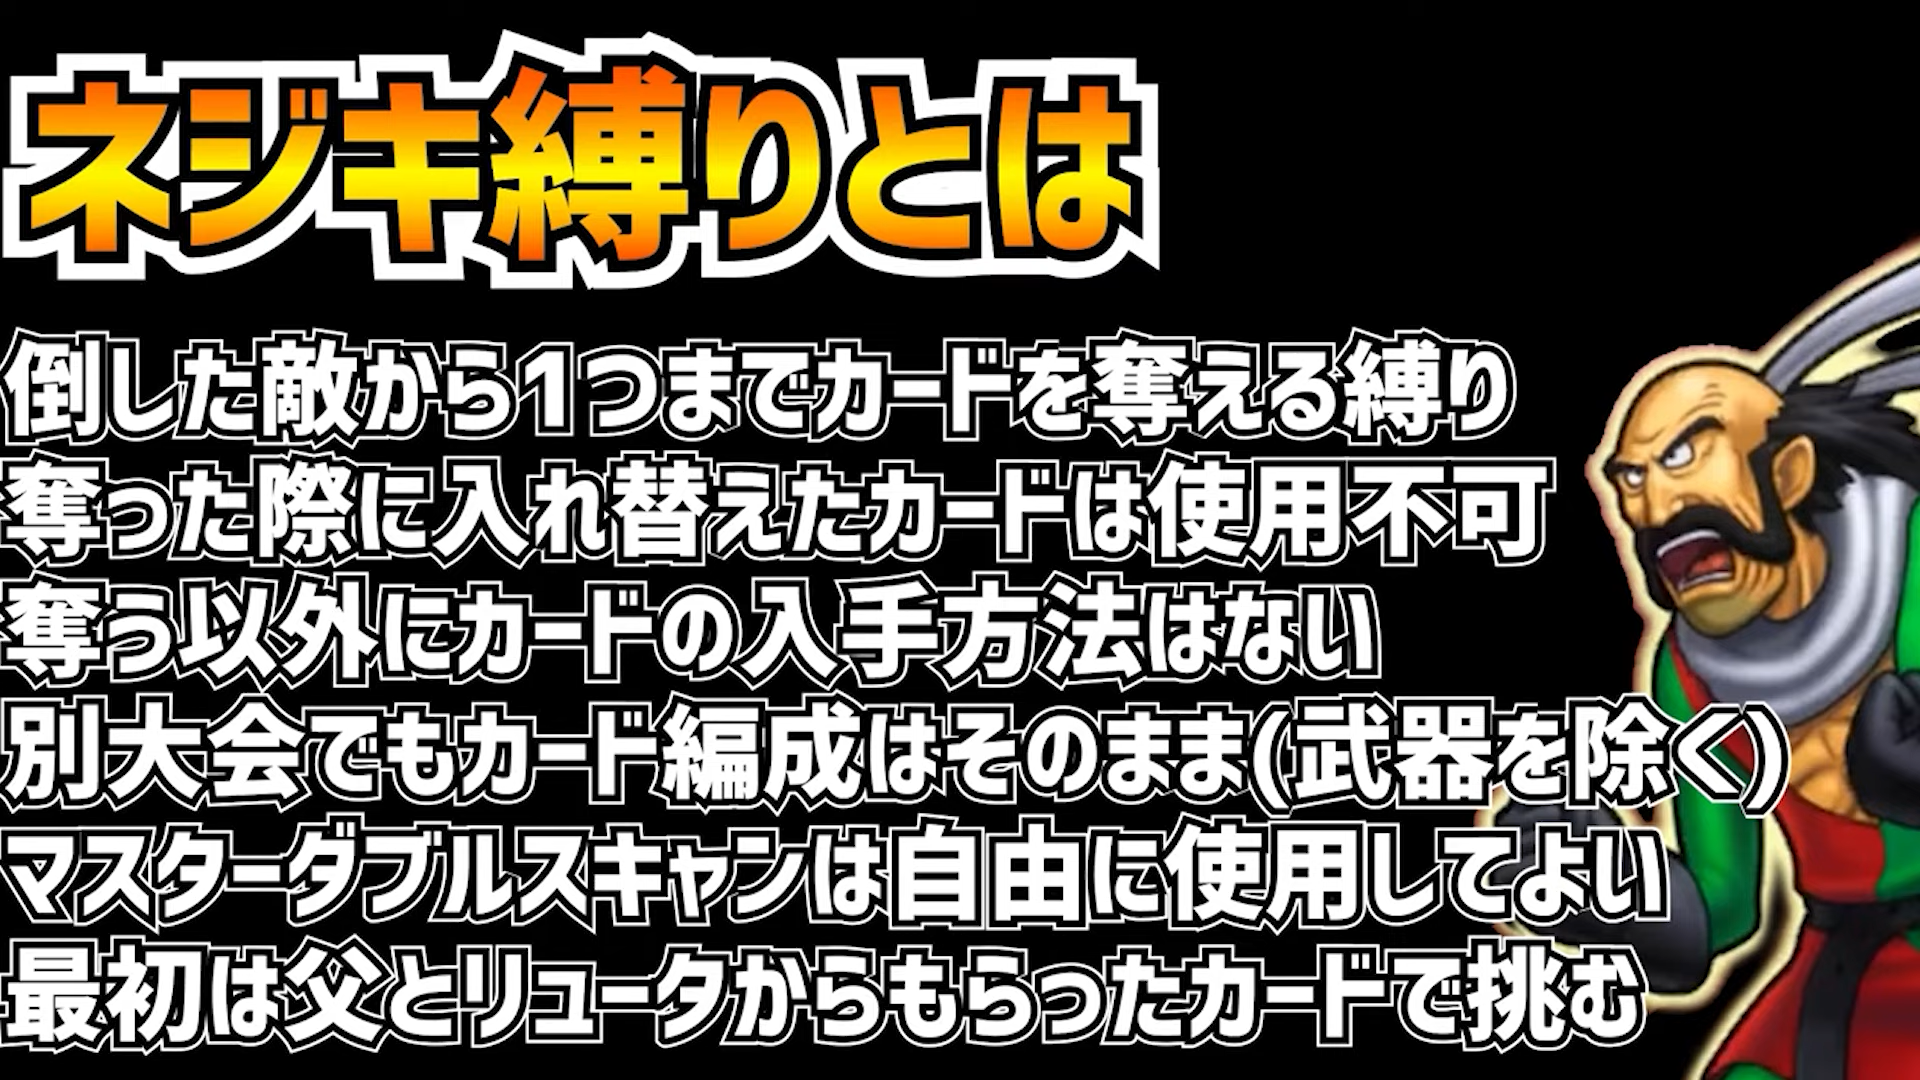 ネジキ縛りとは
倒した敵から1つまでカードを奪える縛り
奪った際に入れ替えたカードは使用不可
奪う以外にカードの入手方法はない
別大会でもカード編成はそのまま(武器を除く)
マスターダブルスキャンは自由に使用してよい
最初は父とリュータからもらったカードで挑む